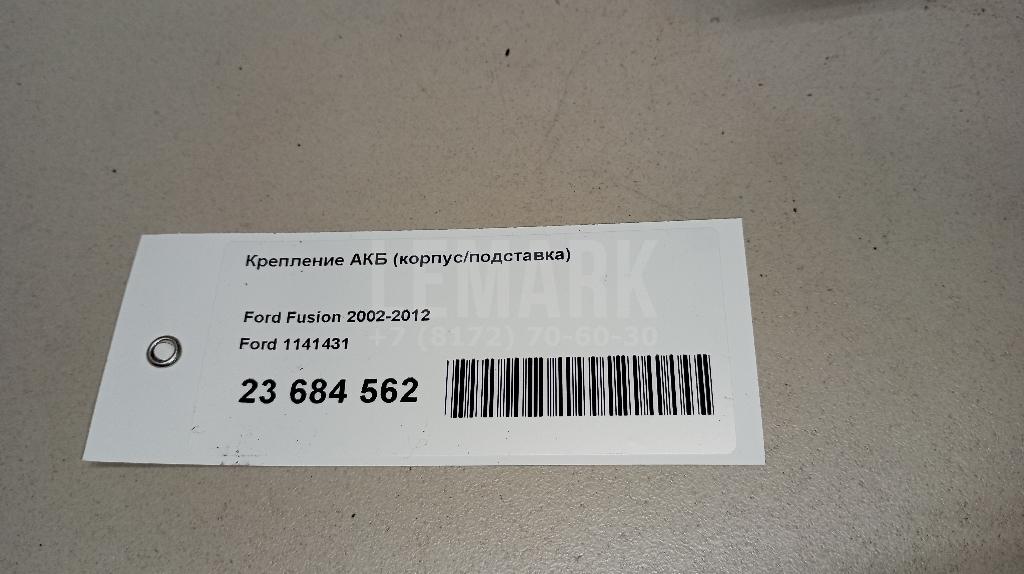 Крепление АКБ (корпус/подставка)
LEMARK
Ford Fusion 2002-2012
+7 (8172) 70-60-30
Ford 1141431
23 684 562